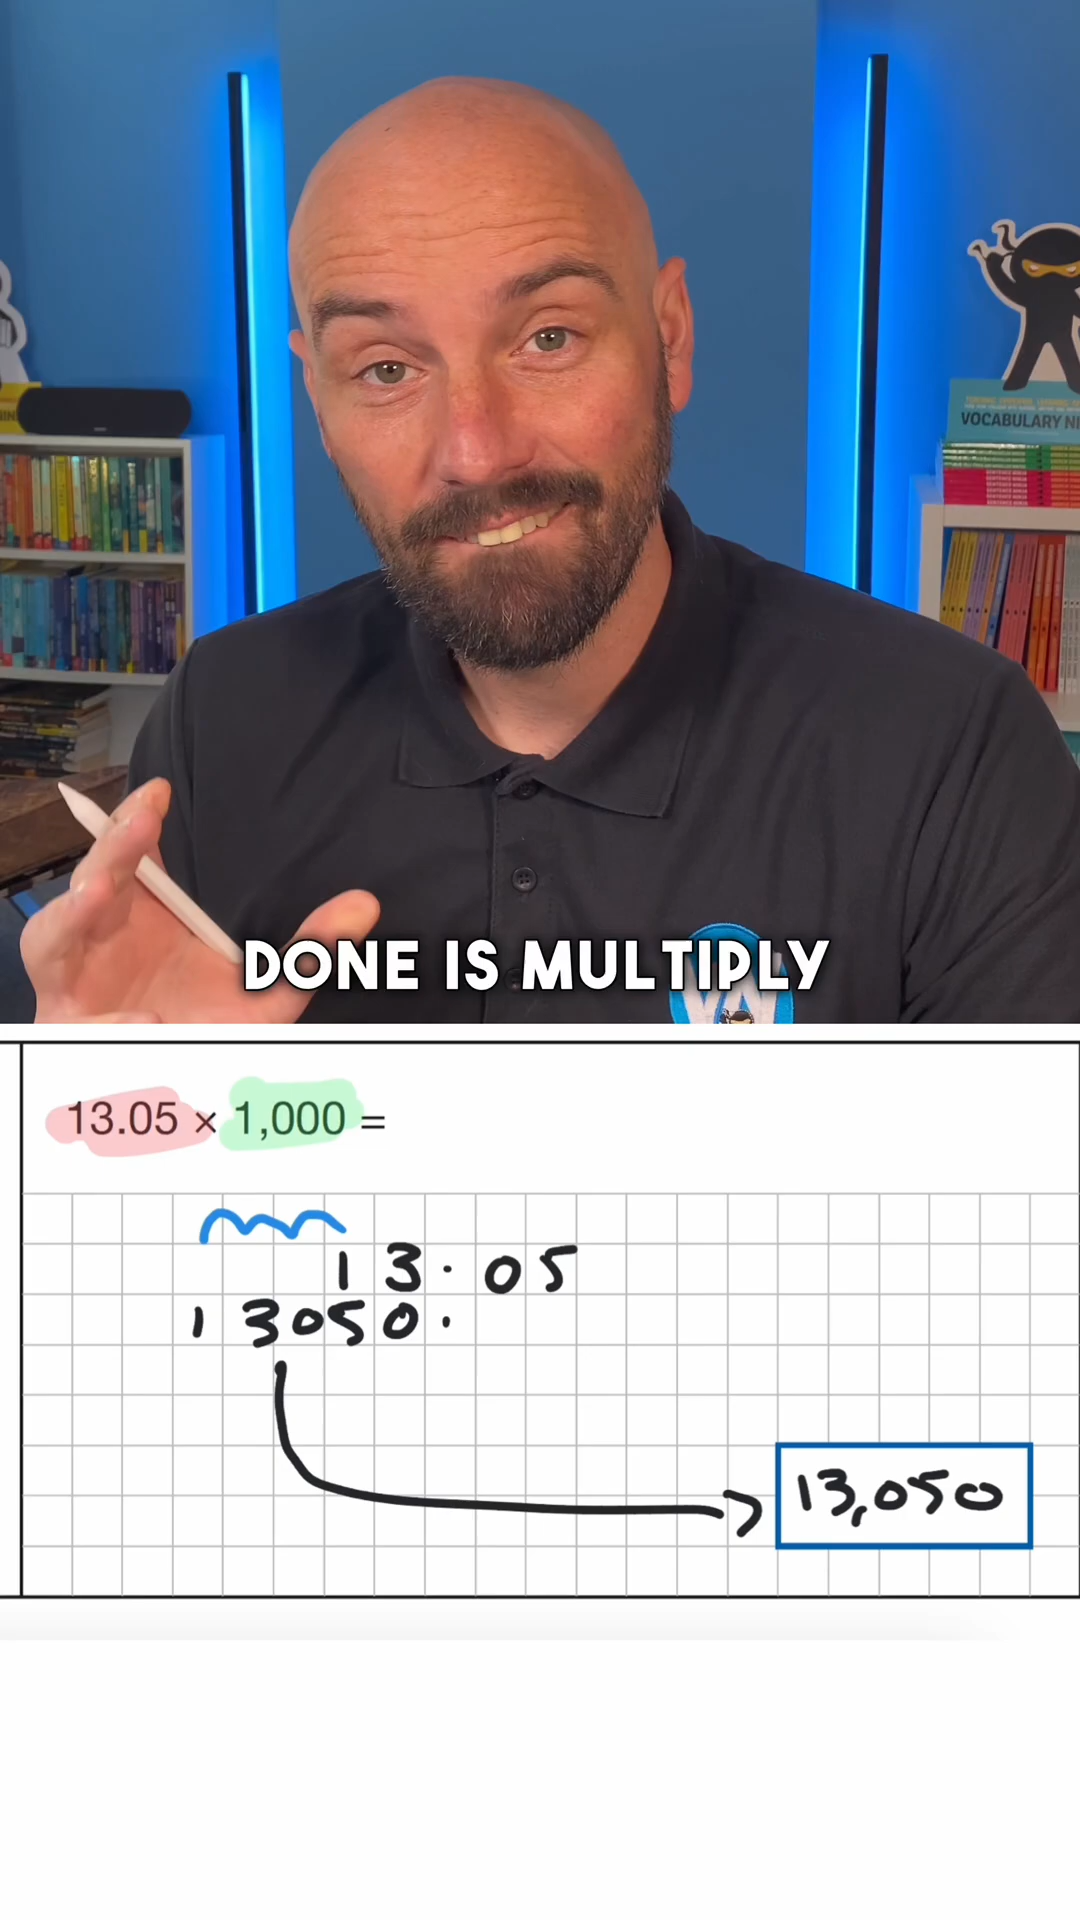 VOCABULARY NI
DONE IS MULTIPLY
13.05 × 1,000 =
13.05
13050.
13,050